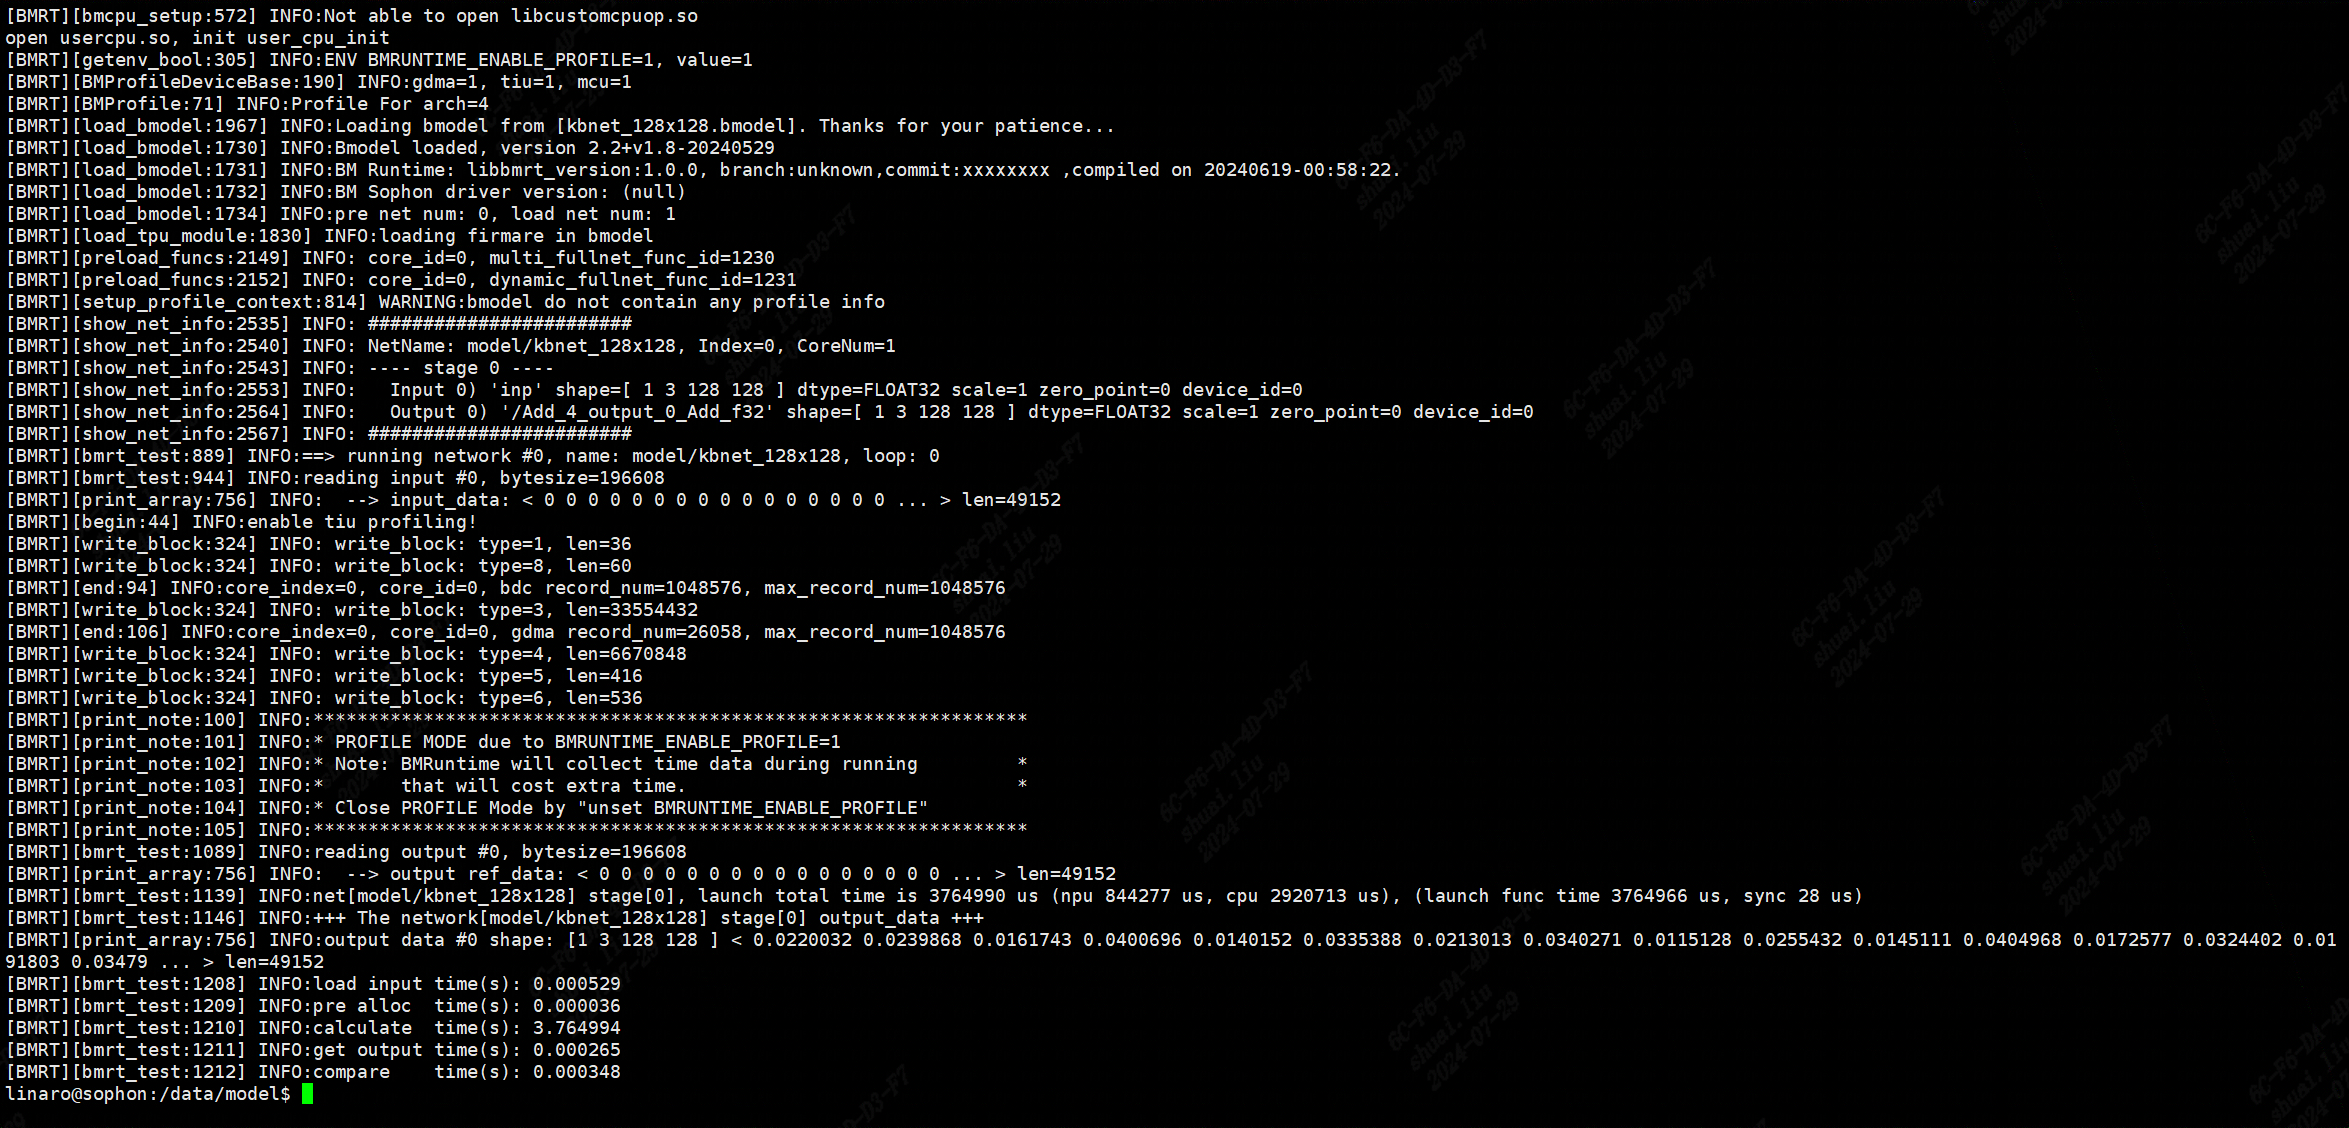 [BMRT][bmcpu_setup:572] INFO:Not able to open libcustomcpuop.so
open usercpu.so, init user_cpu_init
[BMRT][getenv_bool:305] INFO:ENV BMRUNTIME_ENABLE_PROFILE=1, value=1
[BMRT][BMProfileDeviceBase:190] INFO:gdma=1, tiu=1, mcu=1
[BMRT][BMProfile:71] INFO:Profile For arch=4
[BMRT][load_bmodel:1967] INFO:Loading bmodel from [kbnet_128x128.bmodel]. Thanks for your patience...
[BMRT][load_bmodel:1730] INFO:Bmodel loaded, version 2.2+v1.8-20240529
[BMRT][load_bmodel:1731] INFO:BM Runtime: libbmrt_version:1.0.0, branch:unknown,commit:xxxxxxxx ,compiled on 20240619-00:58:22.
[BMRT][load_bmodel:1732] INFO:BM Sophon driver version: (null)
[BMRT][load_bmodel:1734] INFO:pre net num: 0, load net num: 1
[BMRT][load_tpu_module:1830] INFO:loading firmare in bmodel
[BMRT][preload_funcs:2149] INFO: core_id=0, multi_fullnet_func_id=1230
[BMRT][preload_funcs:2152] INFO: core_id=0, dynamic_fullnet_func_id=1231
[BMRT][setup_profile_context:814] WARNING:bmodel do not contain any profile info
[BMRT][show_net_info:2535] INFO: ########################
[BMRT][show_net_info:2540] INFO: NetName: model/kbnet_128x128, Index=0, CoreNum=1
[BMRT][show_net_info:2543] INFO: ---- stage 0 ----
[BMRT][show_net_info:2553] INFO:   Input 0) 'inp' shape=[ 1 3 128 128 ] dtype=FLOAT32 scale=1 zero_point=0 device_id=0
[BMRT][show_net_info:2564] INFO:   Output 0) '/Add_4_output_0_Add_f32' shape=[ 1 3 128 128 ] dtype=FLOAT32 scale=1 zero_point=0 device_id=0
[BMRT][show_net_info:2567] INFO: ########################
[BMRT][bmrt_test:889] INFO:==> running network #0, name: model/kbnet_128x128, loop: 0
[BMRT][bmrt_test:944] INFO:reading input #0, bytesize=196608
[BMRT][print_array:756] INFO:  --> input_data: < 0 0 0 0 0 0 0 0 0 0 0 0 0 0 0 0 ... > len=49152
[BMRT][begin:44] INFO:enable tiu profiling!
[BMRT][write_block:324] INFO: write_block: type=1, len=36
[BMRT][write_block:324] INFO: write_block: type=8, len=60
[BMRT][end:94] INFO:core_index=0, core_id=0, bdc record_num=1048576, max_record_num=1048576
[BMRT][write_block:324] INFO: write_block: type=3, len=33554432
[BMRT][end:106] INFO:core_index=0, core_id=0, gdma record_num=26058, max_record_num=1048576
[BMRT][write_block:324] INFO: write_block: type=4, len=6670848
[BMRT][write_block:324] INFO: write_block: type=5, len=416
[BMRT][write_block:324] INFO: write_block: type=6, len=536
[BMRT][print_note:100] INFO:*****************************************************************
[BMRT][print_note:101] INFO:* PROFILE MODE due to BMRUNTIME_ENABLE_PROFILE=1
[BMRT][print_note:102] INFO:* Note: BMRuntime will collect time data during running         *
[BMRT][print_note:103] INFO:*       that will cost extra time.                              *
[BMRT][print_note:104] INFO:* Close PROFILE Mode by "unset BMRUNTIME_ENABLE_PROFILE"
[BMRT][print_note:105] INFO:*****************************************************************
[BMRT][bmrt_test:1089] INFO:reading output #0, bytesize=196608
[BMRT][print_array:756] INFO:  --> output ref_data: < 0 0 0 0 0 0 0 0 0 0 0 0 0 0 0 0 ... > len=49152
[BMRT][bmrt_test:1139] INFO:net[model/kbnet_128x128] stage[0], launch total time is 3764990 us (npu 844277 us, cpu 2920713 us), (launch func time 3764966 us, sync 28 us)
[BMRT][bmrt_test:1146] INFO:+++ The network[model/kbnet_128x128] stage[0] output_data +++
[BMRT][print_array:756] INFO:output data #0 shape: [1 3 128 128 ] < 0.0220032 0.0239868 0.0161743 0.0400696 0.0140152 0.0335388 0.0213013 0.0340271 0.0115128 0.0255432 0.0145111 0.0404968 0.0172577 0.0324402 0.01
91803 0.03479 ... > len=49152
[BMRT][bmrt_test:1208] INFO:load input time(s): 0.000529
[BMRT][bmrt_test:1209] INFO:pre alloc  time(s): 0.000036
[BMRT][bmrt_test:1210] INFO:calculate  time(s): 3.764994
[BMRT][bmrt_test:1211] INFO:get output time(s): 0.000265
[BMRT][bmrt_test:1212] INFO:compare    time(s): 0.000348
linaro@sophon:/data/model$
6C-F6-DA-4D-D3-F7
shuai.liu
2024-07-29